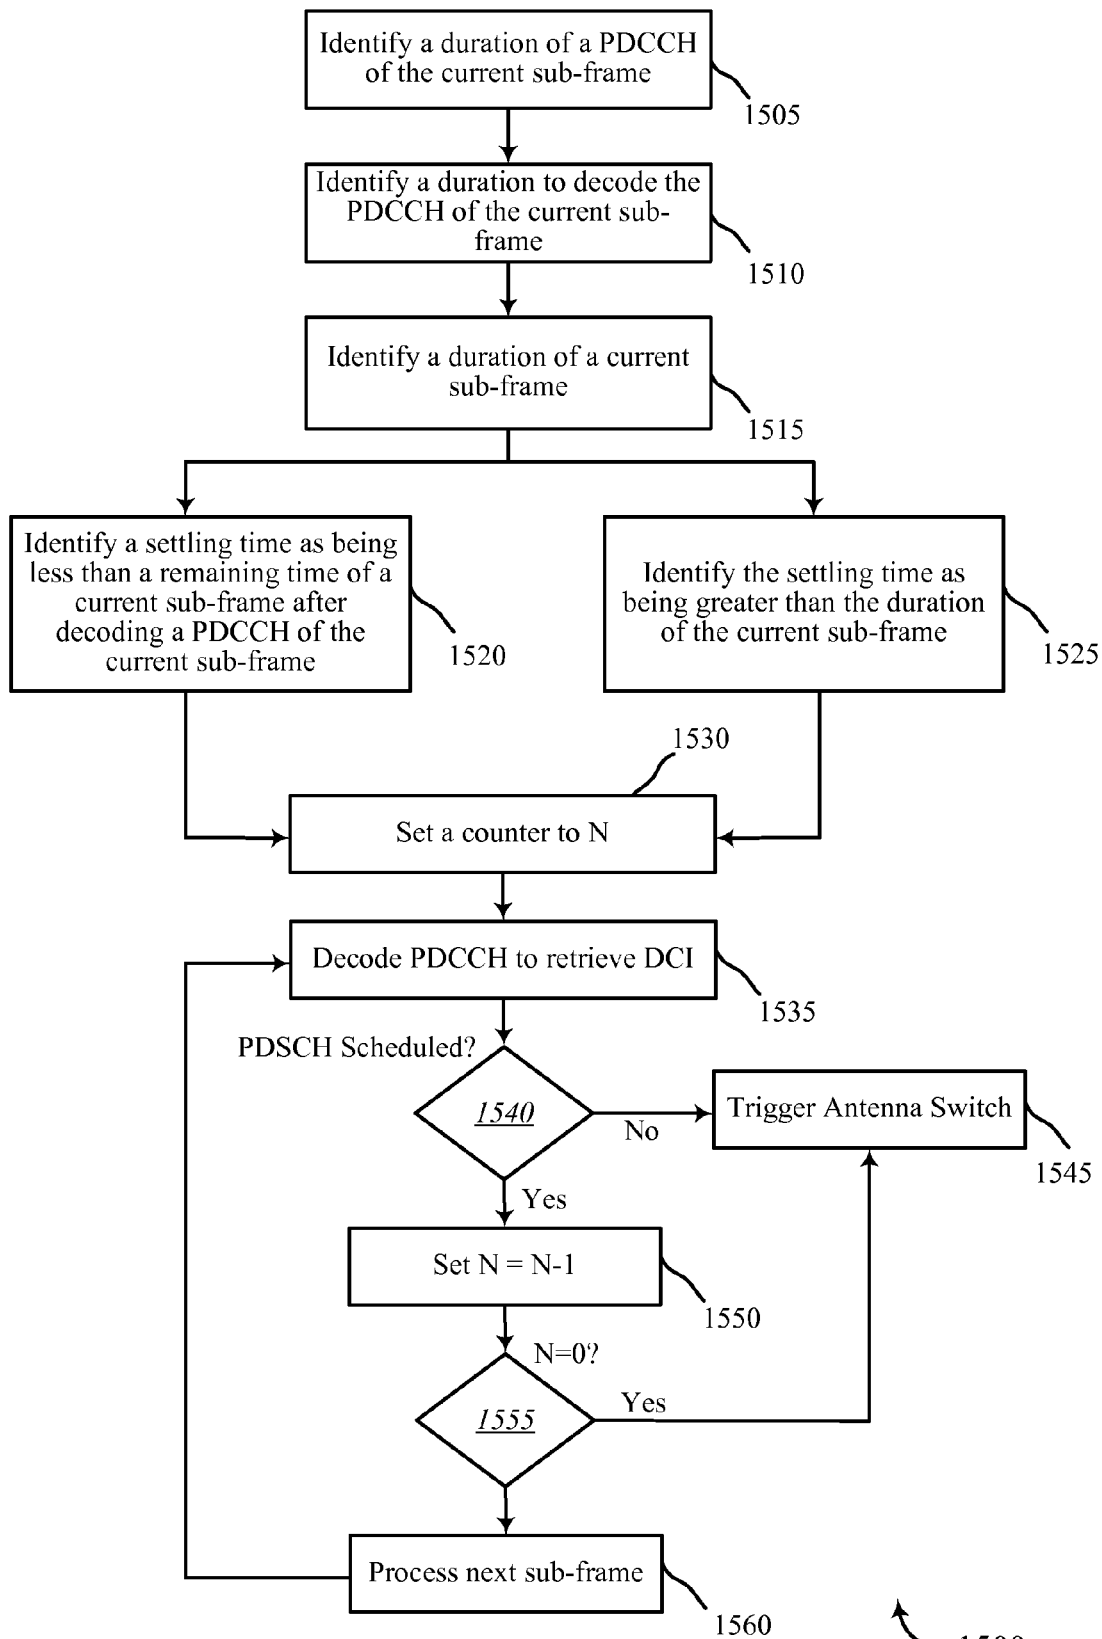 Identify a duration of a PDCCH
of the current sub-frame
1505
Identify a duration to decode the
PDCCH of the current sub-
frame
1510
Identify a duration of a current
sub-frame
1515
Identify a settling time as being
less than a remaining time of a
current sub-frame after
decoding a PDCCH of the
current sub-frame
1520
Identify the settling time as
being greater than the duration
of the current sub-frame
1525
1530
Set a counter to N
Decode PDCCH to retrieve DCI
1535
PDSCH Scheduled?
1540
No
Trigger Antenna Switch
1545
Yes
Set N = N-1
1550
N=0?
1555
Yes
Process next sub-frame
1560